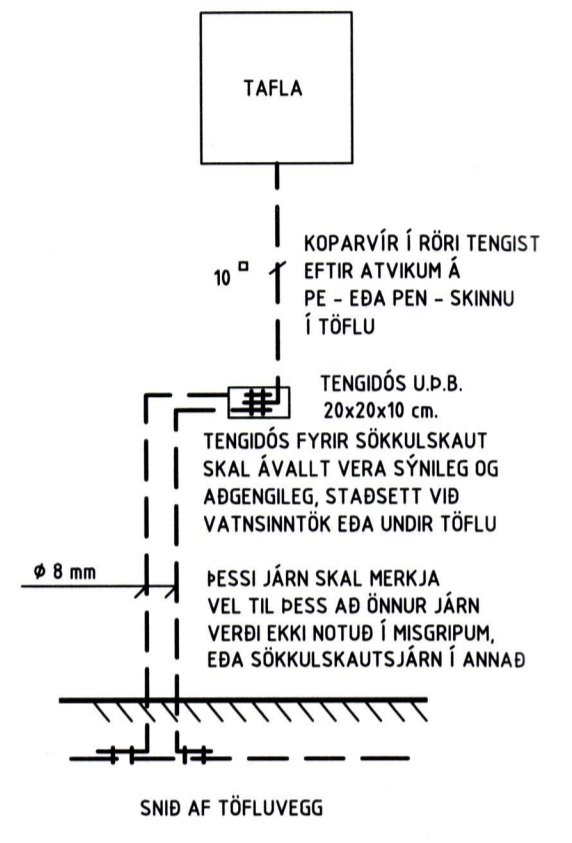 TAFLA
KOPARVÍR Í RÖRI TENGIST
10 □
EFTIR ATVIKUM Á
PE - EÐA PEN - SKINNU
Í TÖFLU
TENGIDÓS U.Þ.B.
20x20x10 cm.
TENGIDÓS FYRIR SÖKKULSKAUT
SKAL ÁVALLT VERA SÝNILEG OG
AÐGENGILEG, STAÐSETT VIÐ
VATNSINNTÖK EÐA UNDIR TÖFLU
ø 8 mm
ÞESSI JÁRN SKAL MERKJA
VEL TIL ÞESS AÐ ÖNNUR JÁRN
VERÐI EKKI NOTUÐ Í MISGRIPUM,
EÐA SÖKKULSKAUTSJÁRN Í ANNAÐ
SNIÐ AF TÖFLUVEGG